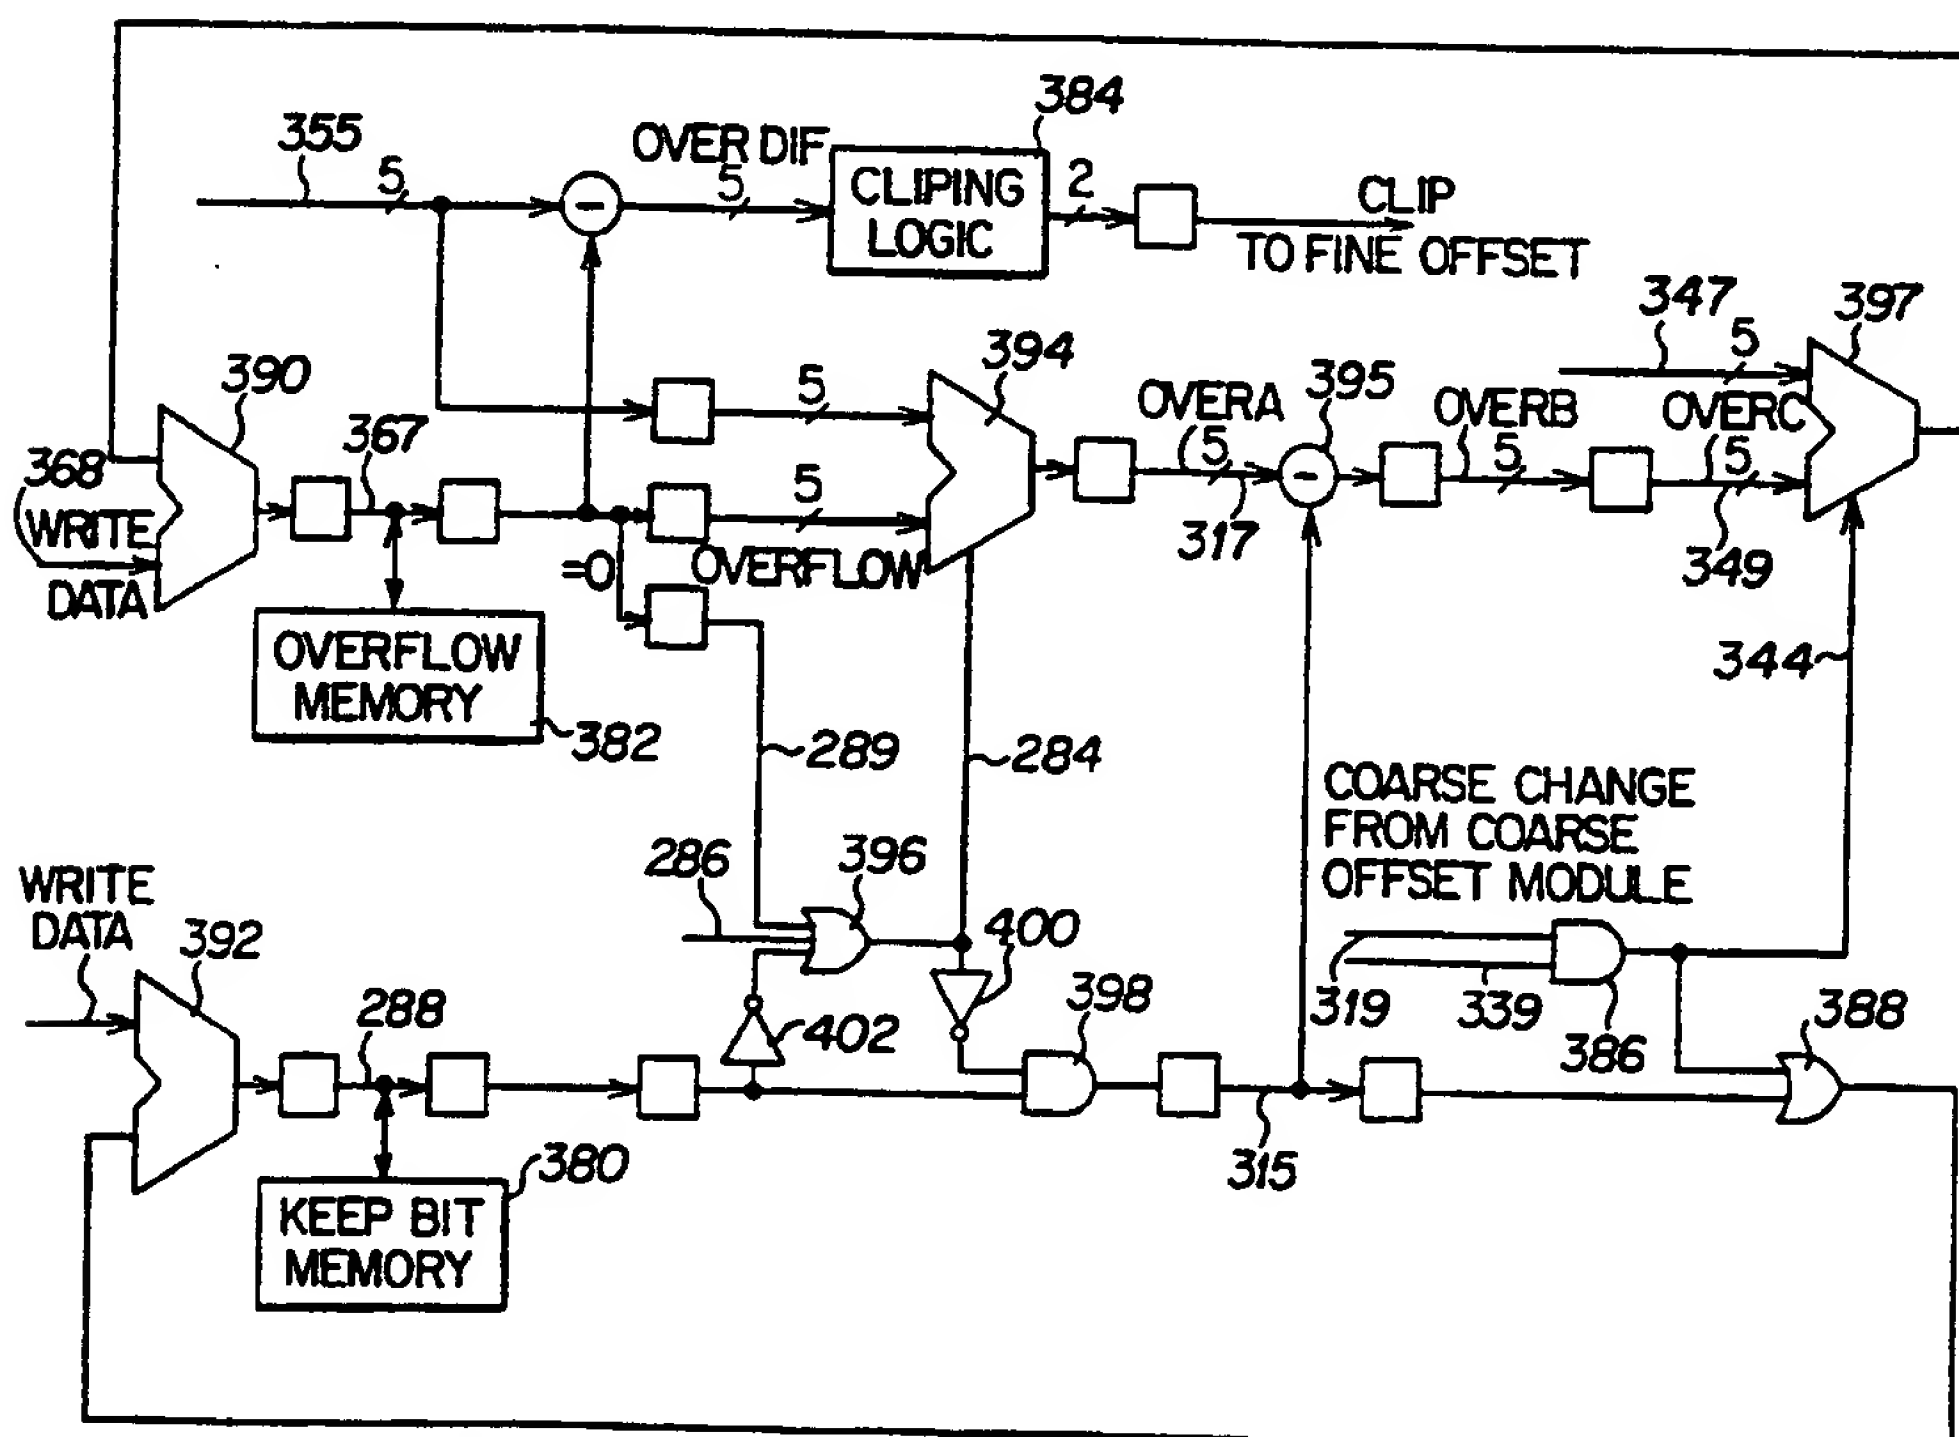 384
355
5
OVER DIF
5
CLIPING
LOGIC
2
CLIP
TO FINE OFFSET
347
5
397
390
394
395
5
OVERA
5
OVERB
5
OVERC
5
367
368
WRITE
DATA
5
=0
OVERFLOW
317
349
OVERFLOW
MEMORY
382
344
289
284
COARSE CHANGE
FROM COARSE
OFFSET MODULE
286
396
400
WRITE
DATA
392
288
402
398
319
339
386
388
315
380
KEEP BIT
MEMORY